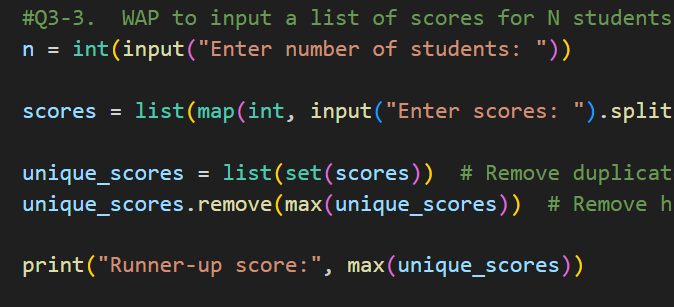 #Q3-3.  WAP to input a list of scores for N students
n = int(input("Enter number of students: "))
scores = list(map(int, input("Enter scores: ").split
unique_scores = list(set(scores))  # Remove duplicat
unique_scores.remove(max(unique_scores))  # Remove h
print("Runner-up score:", max(unique_scores))